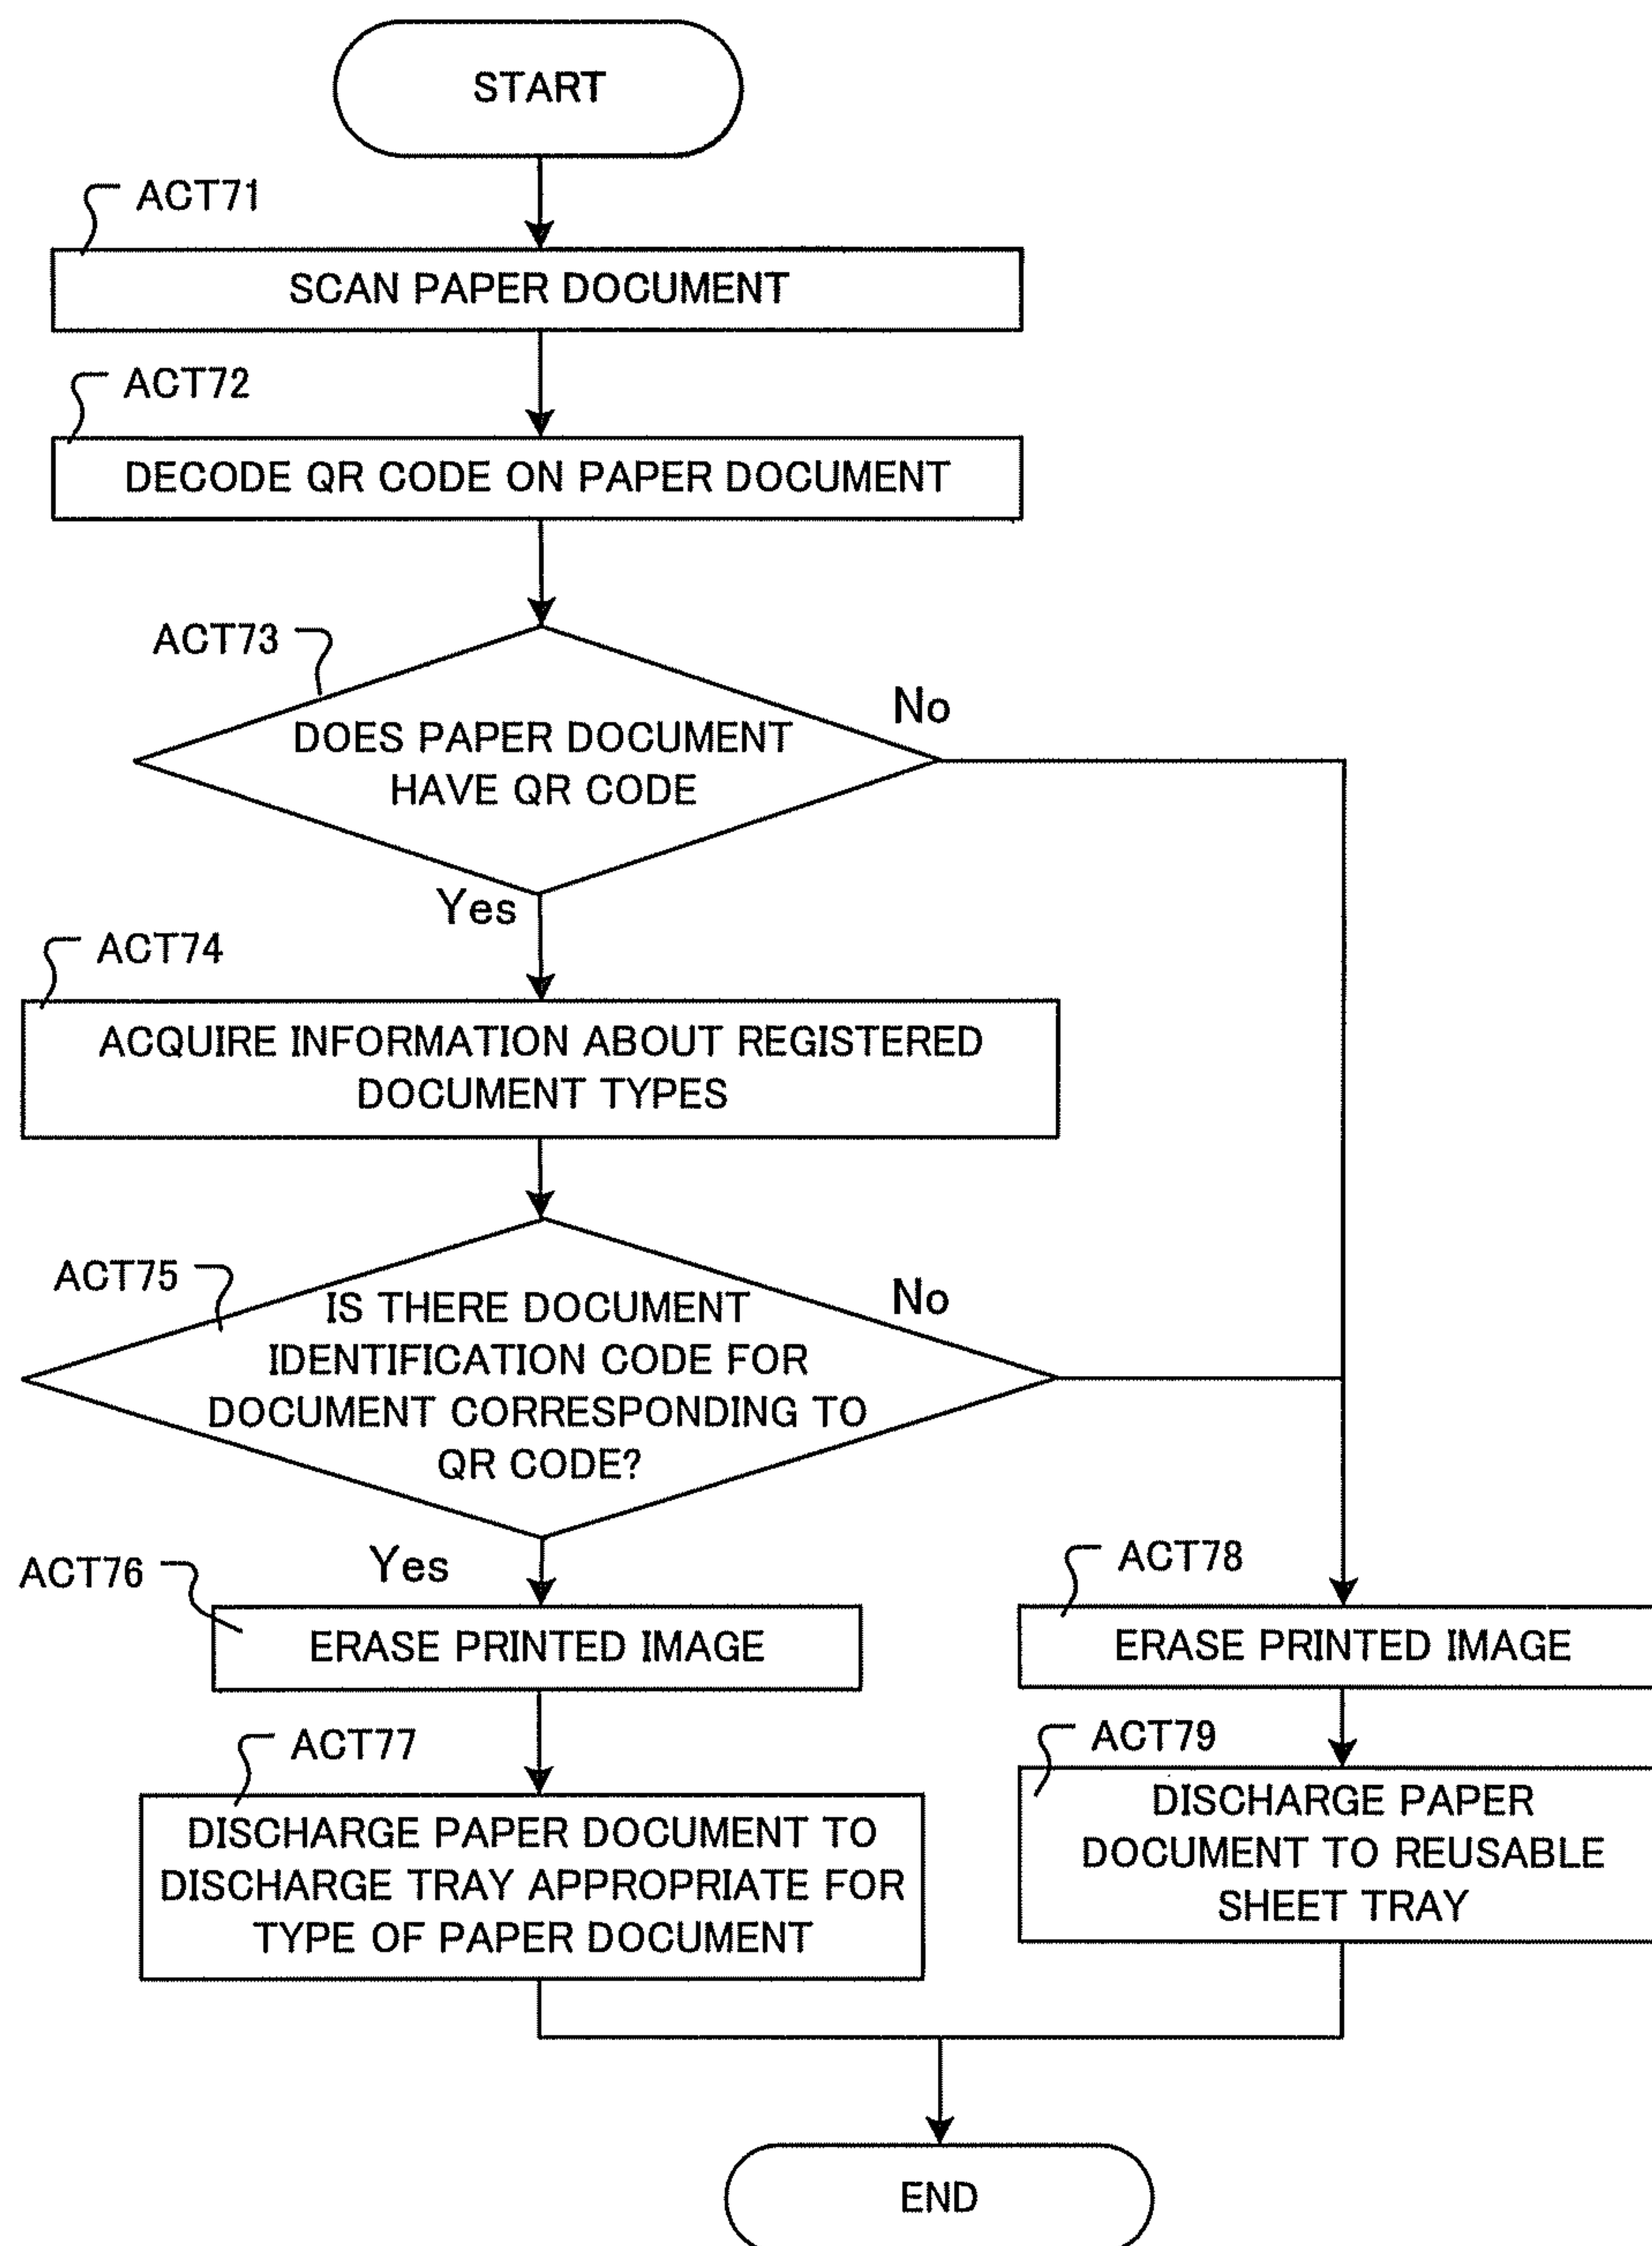 START
ACT71
SCAN PAPER DOCUMENT
ACT72
DECODE QR CODE ON PAPER DOCUMENT
ACT73
DOES PAPER DOCUMENT
HAVE QR CODE
No
Yes
ACT74
ACQUIRE INFORMATION ABOUT REGISTERED
DOCUMENT TYPES
ACT75
IS THERE DOCUMENT
IDENTIFICATION CODE FOR
DOCUMENT CORRESPONDING TO
QR CODE?
No
Yes
ACT76
ERASE PRINTED IMAGE
ACT77
DISCHARGE PAPER DOCUMENT TO
DISCHARGE TRAY APPROPRIATE FOR
TYPE OF PAPER DOCUMENT
ACT78
ERASE PRINTED IMAGE
ACT79
DISCHARGE PAPER
DOCUMENT TO REUSABLE
SHEET TRAY
END